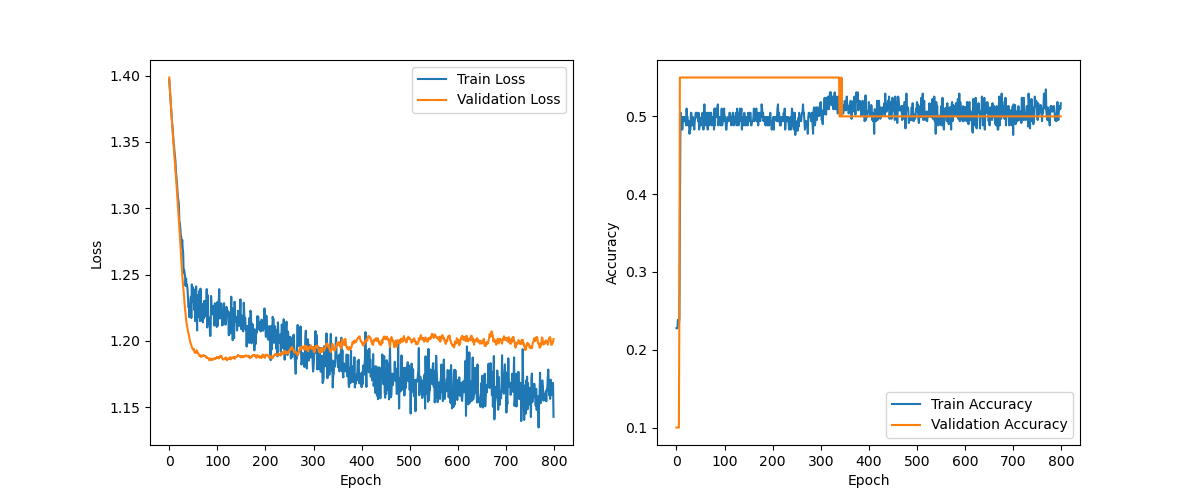 1.40
1.35
1.30
1.25
1.20
1.15
Loss
0 100 200 300 400 500 600 700 800
Epoch
Train Loss
Validation Loss
0.5
0.4
0.3
0.2
0.1
Accuracy
0 100 200 300 400 500 600 700 800
Epoch
Train Accuracy
Validation Accuracy